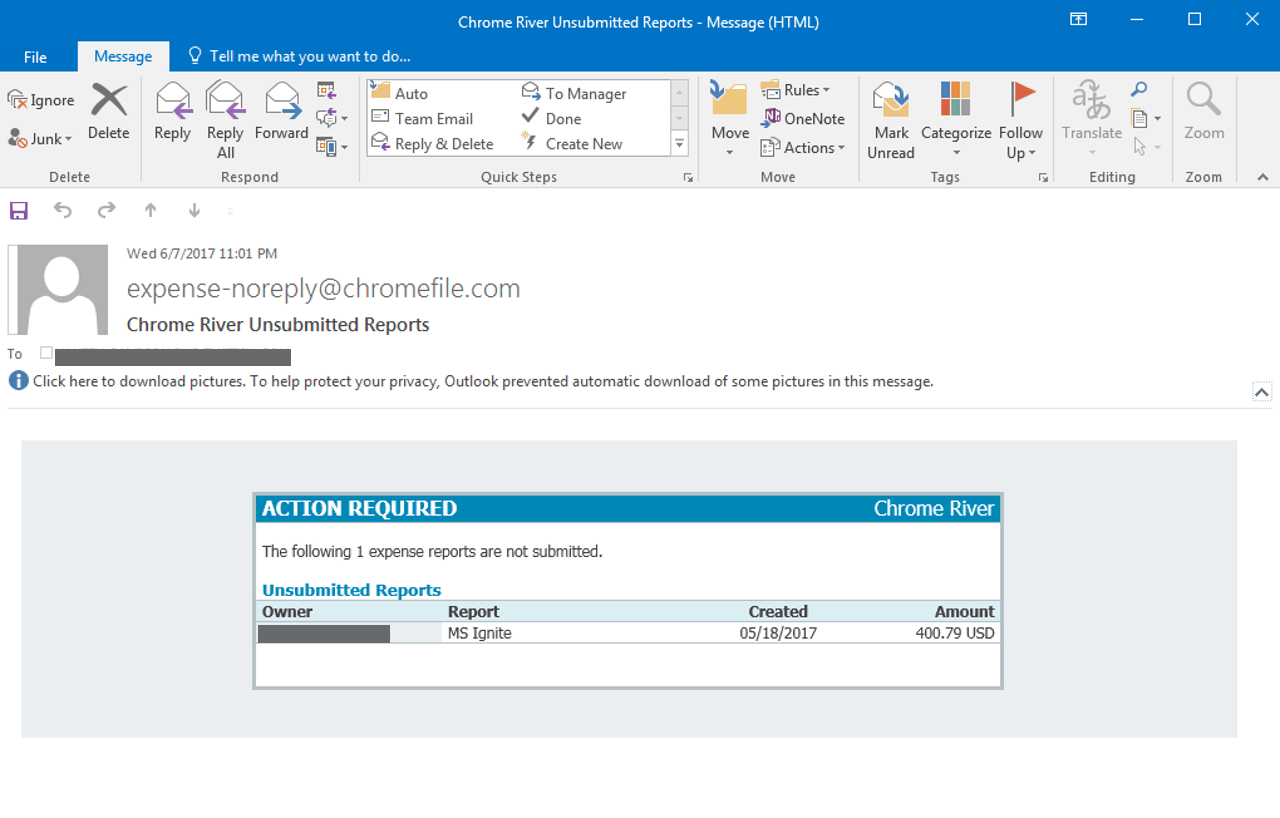 Chrome River Unsubmitted Reports - Message (HTML)
File Message Tell me what you want to do...
Ignore
Junk
Delete
Delete
Reply
Reply All
Forward
Respond
Auto
To Manager
Team Email
Done
Reply & Delete
Create New
Quick Steps
Move
Rules
OneNote
Actions
Move
Mark Unread
Categorize
Follow Up
Tags
Translate
Editing
Zoom
Zoom
Wed 6/7/2017 11:01 PM
expense-noreply@chromefile.com
Chrome River Unsubmitted Reports
To
Click here to download pictures. To help protect your privacy, Outlook prevented automatic download of some pictures in this message.
ACTION REQUIRED Chrome River
The following 1 expense reports are not submitted.
Unsubmitted Reports
Owner Report Created Amount
MS Ignite 05/18/2017 400.79 USD